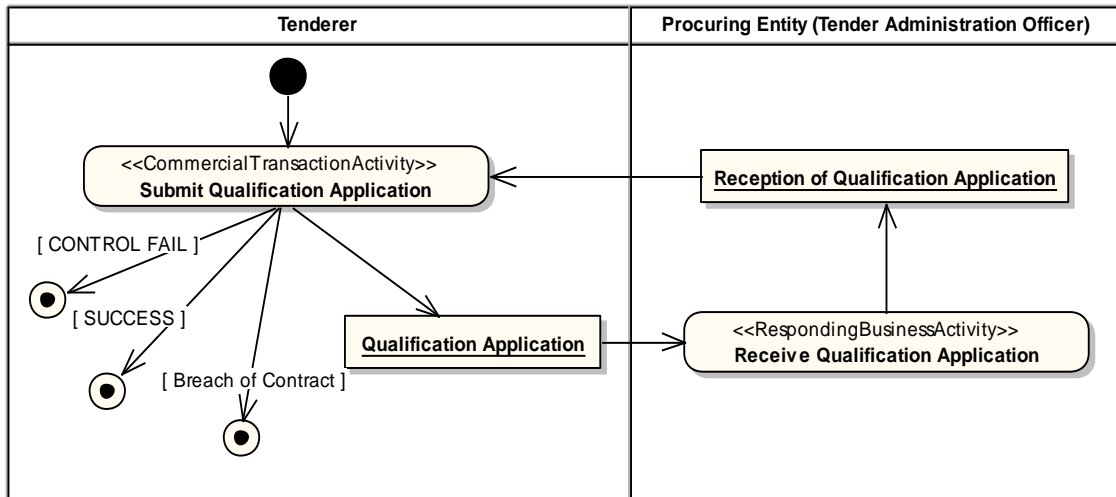 Tenderer
Procuring Entity (Tender Administration Officer)
<<CommercialTransactionActivity>>
Submit Qualification Application
Reception of Qualification Application
[ CONTROL FAIL ]
[ SUCCESS ]
[ Breach of Contract ]
Qualification Application
<<RespondingBusinessActivity>>
Receive Qualification Application